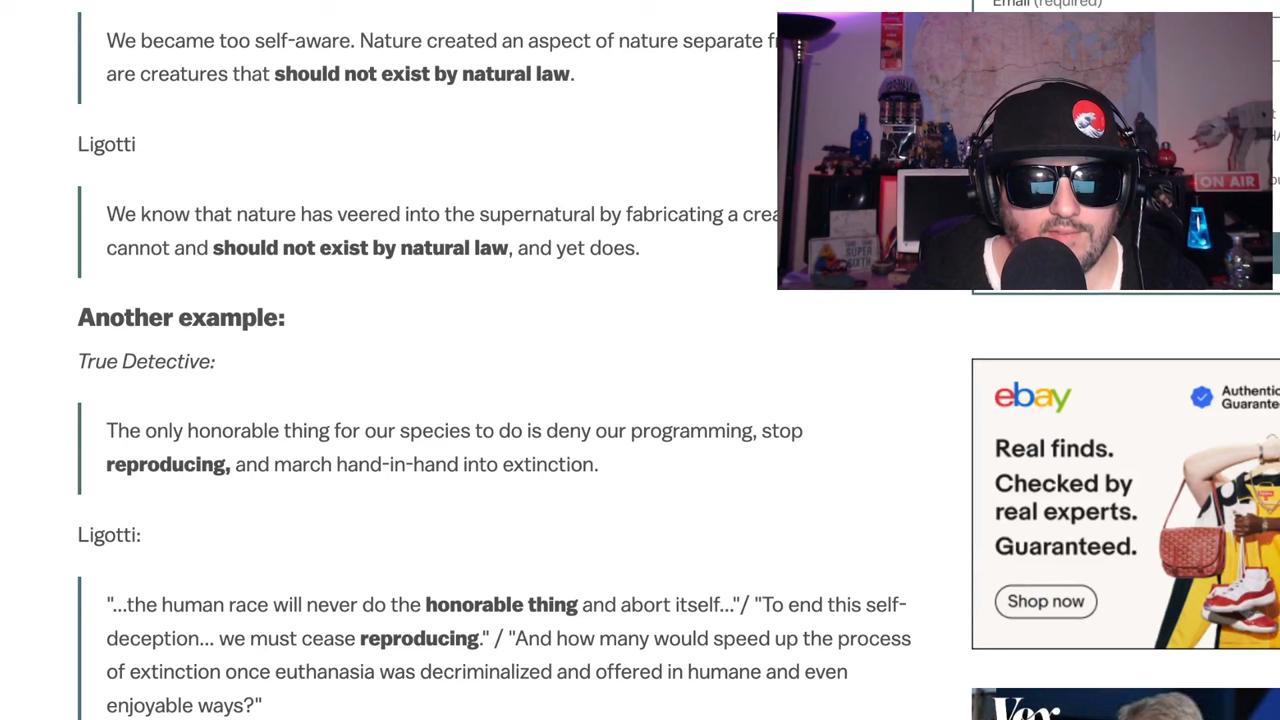 Email (required)
We became too self-aware. Nature created an aspect of nature separate
are creatures that should not exist by natural law.
Ligotti
We know that nature has veered into the supernatural by fabricating a
cannot and should not exist by natural law, and yet does.
ON AIR
SUPER
SIXTH
Another example:
True Detective:
The only honorable thing for our species to do is deny our programming, stop
reproducing, and march hand-in-hand into extinction.
Ligotti:
"...the human race will never do the honorable thing and abort itself..."/ "To end this self-
deception... we must cease reproducing." / "And how many would speed up the process
of extinction once euthanasia was decriminalized and offered in humane and even
enjoyable ways?"
ebay
Authentic
Guarante
Real finds.
Checked by
real experts.
Guaranteed.
Shop now
Vox